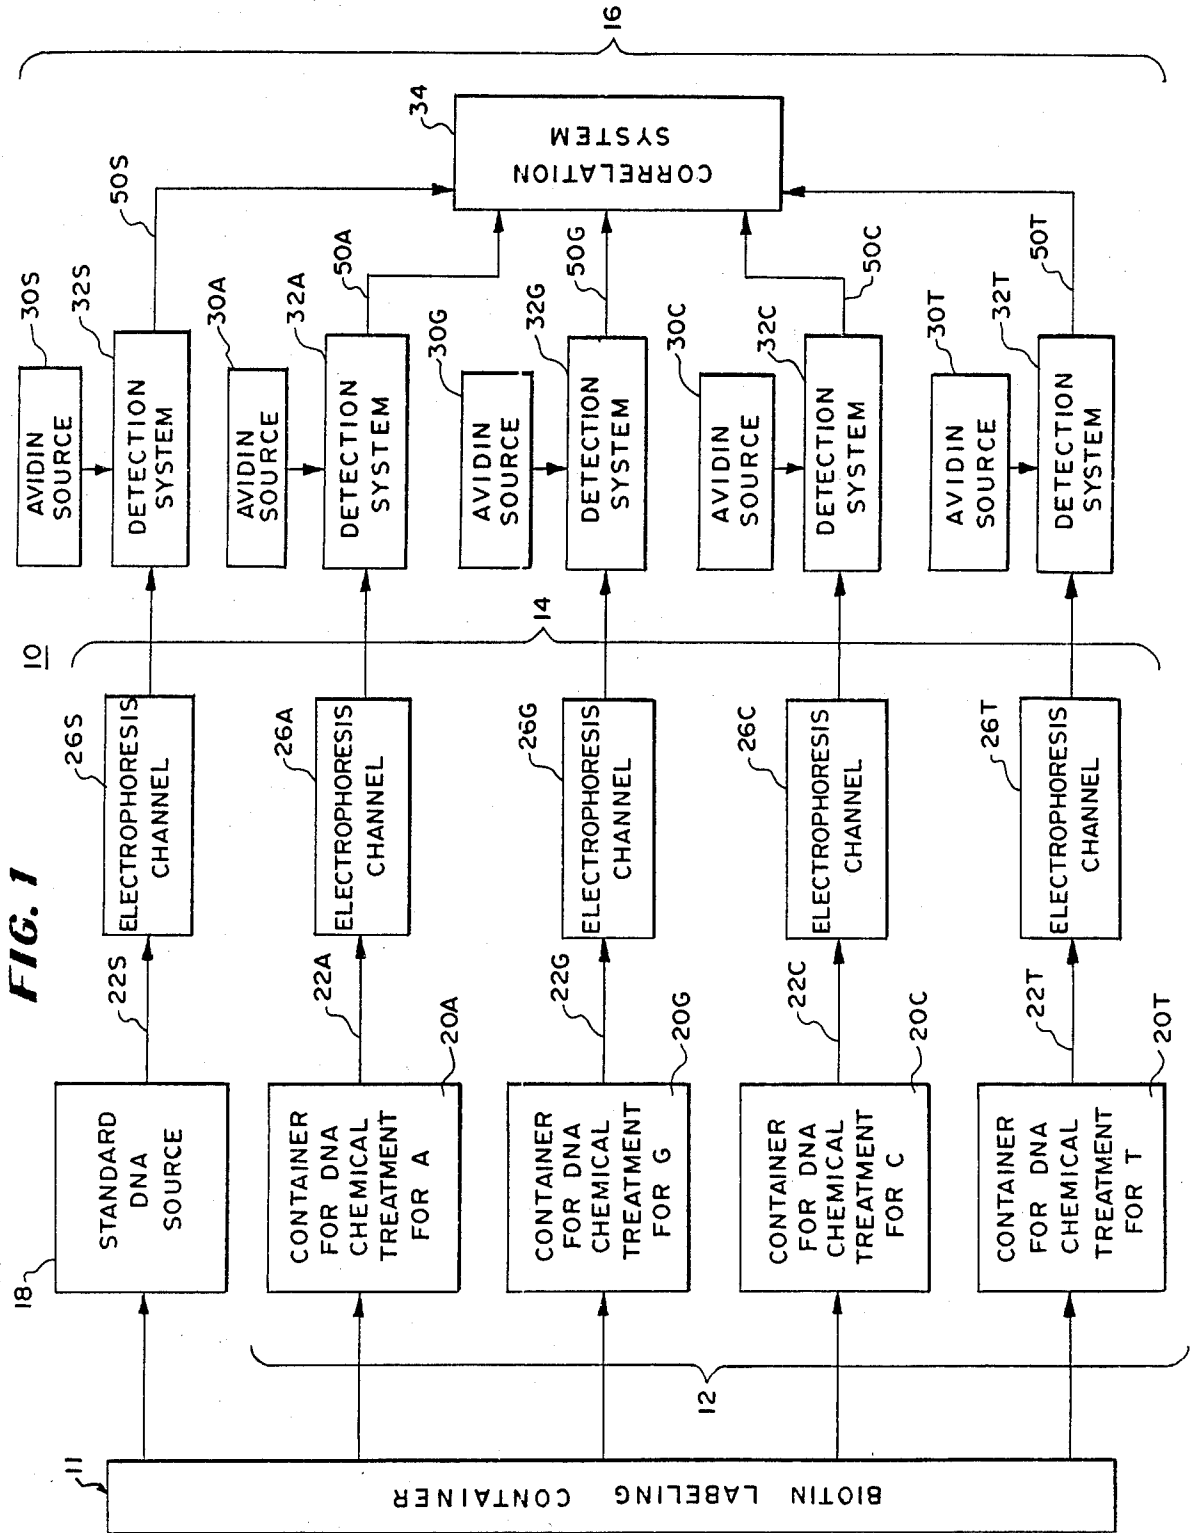 FIG. 1
10
11
BIOTIN LABELING CONTAINER
12
18
STANDARD
DNA
SOURCE
22S
26S
ELECTROPHORESIS
CHANNEL
30S
AVIDIN
SOURCE
32S
DETECTION
SYSTEM
50S
CONTAINER
FOR DNA
CHEMICAL
TREATMENT
FOR A
20A
22A
26A
ELECTROPHORESIS
CHANNEL
30A
AVIDIN
SOURCE
32A
DETECTION
SYSTEM
50A
CONTAINER
FOR DNA
CHEMICAL
TREATMENT
FOR G
20G
22G
26G
ELECTROPHORESIS
CHANNEL
14
30G
AVIDIN
SOURCE
32G
DETECTION
SYSTEM
50G
CONTAINER
FOR DNA
CHEMICAL
TREATMENT
FOR C
20C
22C
26C
ELECTROPHORESIS
CHANNEL
30C
AVIDIN
SOURCE
32C
DETECTION
SYSTEM
50C
CONTAINER
FOR DNA
CHEMICAL
TREATMENT
FOR T
20T
22T
26T
ELECTROPHORESIS
CHANNEL
30T
AVIDIN
SOURCE
32T
DETECTION
SYSTEM
50T
34
CORRELATION
SYSTEM
16